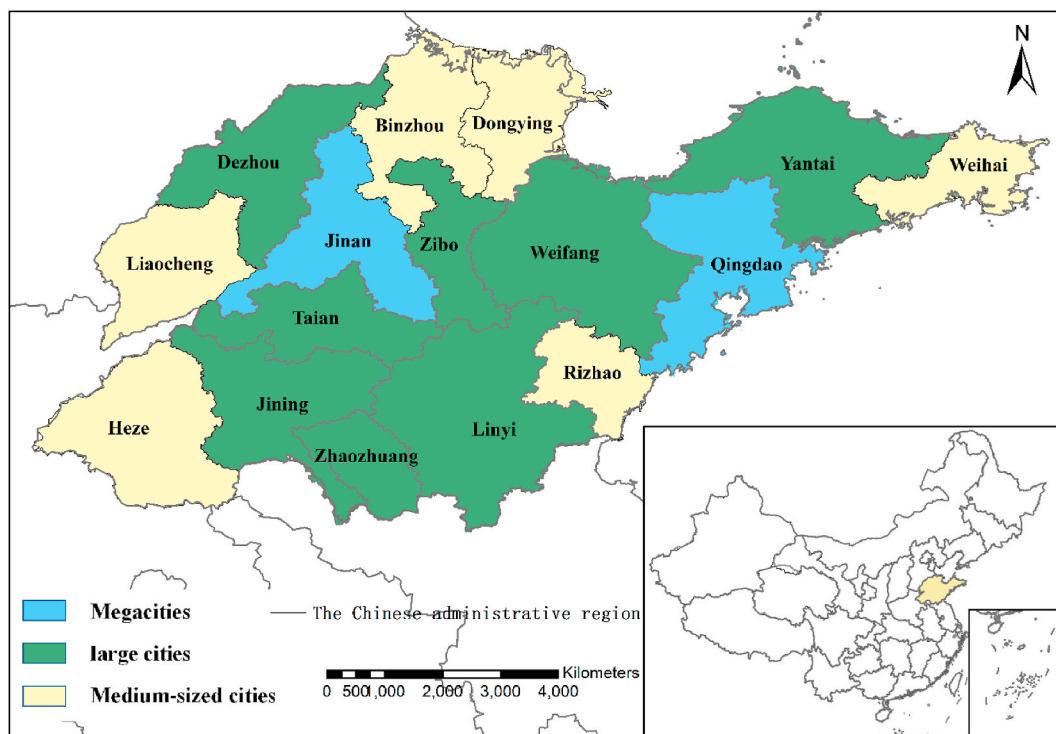 N
Binzhou
Dongying
Dezhou
Yantai
Weihai
Jinan
Zibo
Weifang
Liaocheng
Qingdao
Taian
Rizhao
Jining
Heze
Linyi
Zhaozhuang
Megacities
The Chinese administrative region
large cities
Kilometers
0 500 1,000 2,000 3,000 4,000
Medium-sized cities